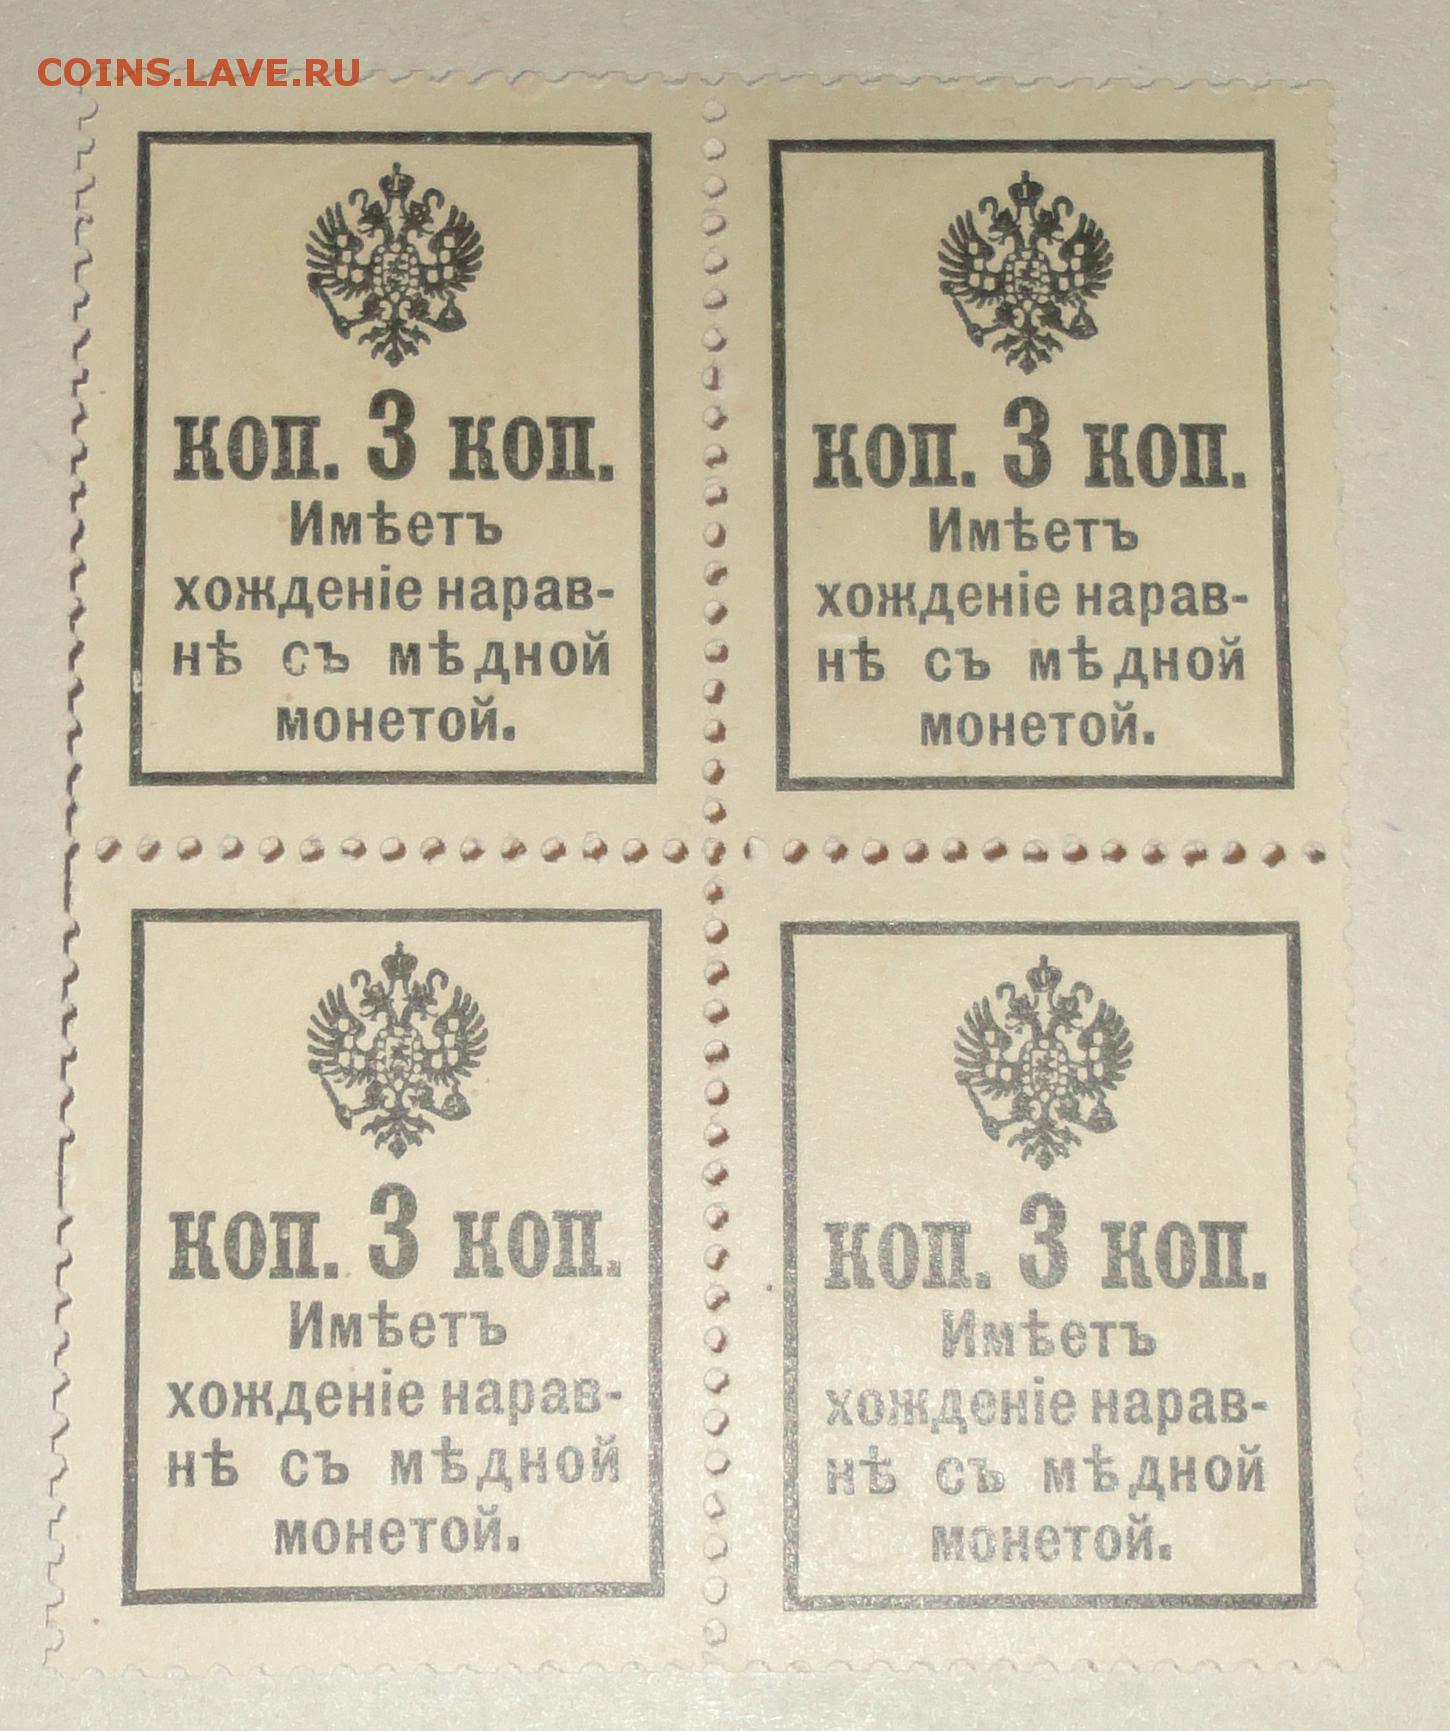 COINS.LAVE.RU
КОП. 3 КОП.
Имѣетъ
хожденіе нарав-
нѣ съ мѣдной
монетой.
КОП. 3 КОП.
Имѣетъ
хожденіе нарав-
нѣ съ мѣдной
монетой.
КОП. 3 КОП.
Имѣетъ
хожденіе нарав-
нѣ съ мѣдной
монетой.
КОП. 3 КОП.
Имѣетъ
хожденіе нарав-
нѣ съ мѣдной
монетой.